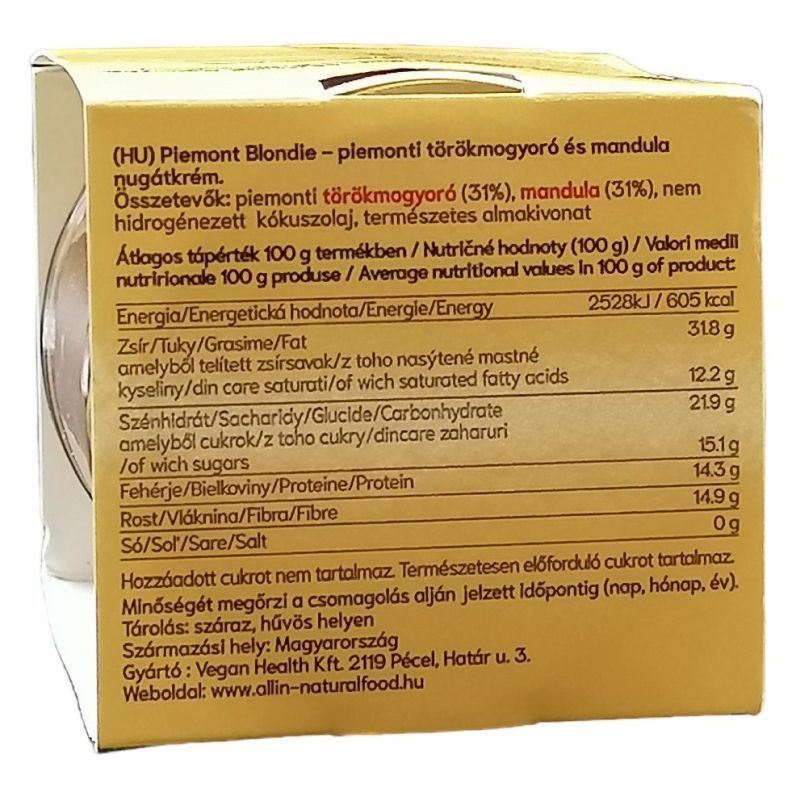 (HU) Piemont Blondie – piemonti törökmogyoró és mandula
nugátkrém.
Összetevők: piemonti törökmogyoró (31%), mandula (31%), nem
hidrogénezett kókuszolaj, természetes almakivonat
Átlagos tápérték 100 g termékben / Nutričné hodnoty (100 g) / Valori medii
nutririonale 100 g produse / Average nutritional values in 100 g of product:
Energia/Energetická hodnota/Energie/Energy 2528kJ / 605 kcal
Zsír/Tuky/Grasime/Fat 31.8 g
amelyből telített zsírsavak/z toho nasýtené mastné
kyseliny/din care saturati/of wich saturated fatty acids 12.2 g
Szénhidrát/Sacharidy/Glucide/Carbonhydrate 21.9 g
amelyből cukrok/z toho cukry/dincare zaharuri
/of wich sugars 15.1 g
Fehérje/Bielkoviny/Proteine/Protein 14.3 g
Rost/Vláknina/Fibra/Fibre 14.9 g
Só/Soľ/Sare/Salt 0 g
Hozzáadott cukrot nem tartalmaz. Természetesen előforduló cukrot tartalmaz.
Minőségét megőrzi a csomagolás alján jelzett időpontig (nap, hónap, év).
Tárolás: száraz, hűvös helyen
Származási hely: Magyarország
Gyártó : Vegan Health Kft. 2119 Pécel, Határ u. 3.
Weboldal: www.allin-naturalfood.hu